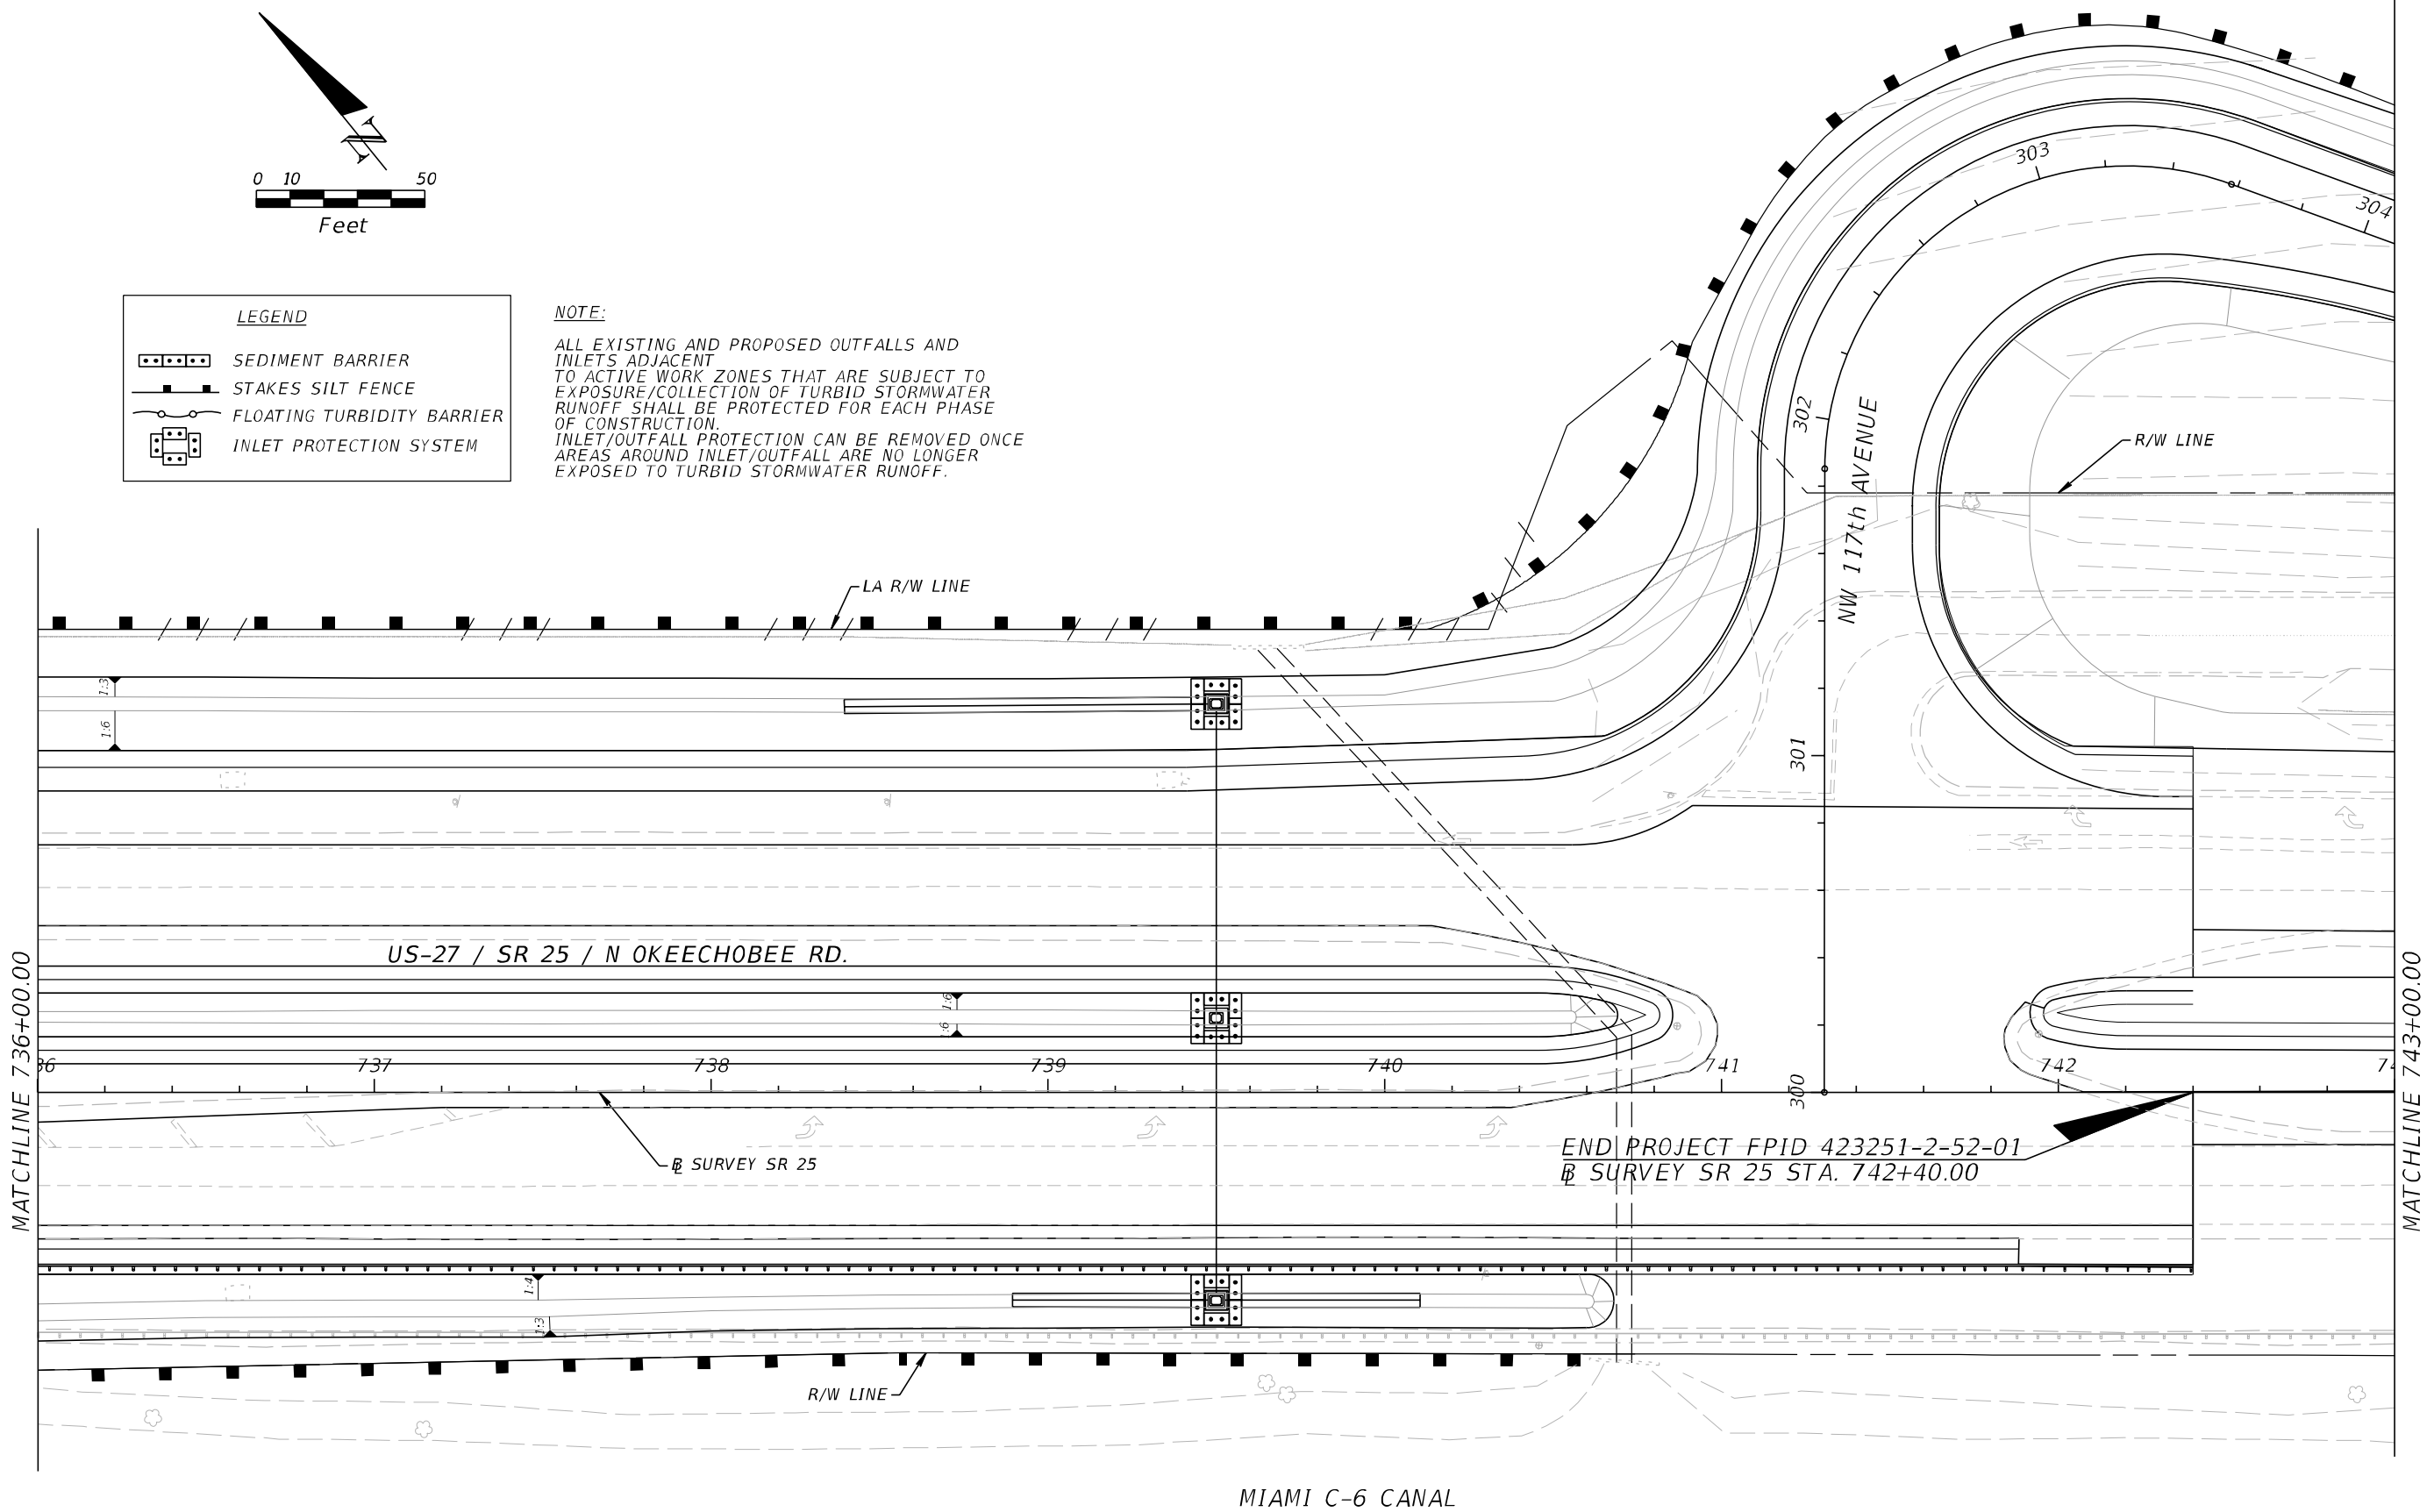 N
0 10 50
Feet
LEGEND
SEDIMENT BARRIER
STAKES SILT FENCE
FLOATING TURBIDITY BARRIER
INLET PROTECTION SYSTEM
NOTE:
ALL EXISTING AND PROPOSED OUTFALLS AND
INLETS ADJACENT
TO ACTIVE WORK ZONES THAT ARE SUBJECT TO
EXPOSURE/COLLECTION OF TURBID STORMWATER
RUNOFF SHALL BE PROTECTED FOR EACH PHASE
OF CONSTRUCTION.
INLET/OUTFALL PROTECTION CAN BE REMOVED ONCE
AREAS AROUND INLET/OUTFALL ARE NO LONGER
EXPOSED TO TURBID STORMWATER RUNOFF.
303
304
302
NW 117th AVENUE
R/W LINE
LA R/W LINE
1:3
1:6
301
US-27 / SR 25 / N OKEECHOBEE RD.
1:6
:6
MATCHLINE 736+00.00
MATCHLINE 743+00.00
36
737
738
739
740
741
742
74
300
BL SURVEY SR 25
END PROJECT FPID 423251-2-52-01
BL SURVEY SR 25 STA. 742+40.00
1:4
1:3
R/W LINE
MIAMI C-6 CANAL